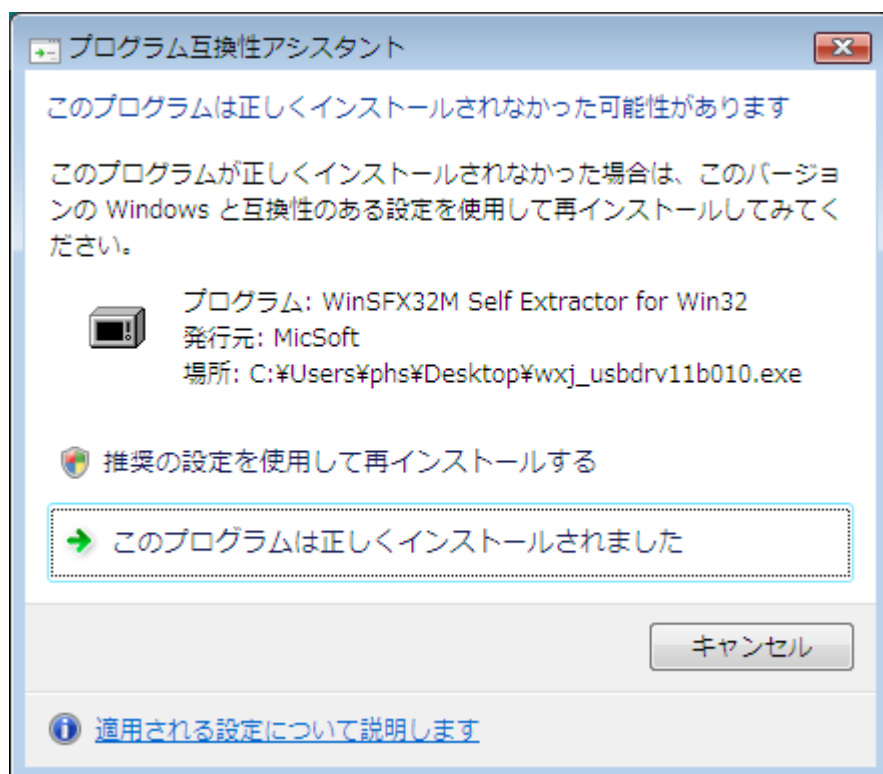 プログラム互換性アシスタント
このプログラムは正しくインストールされなかった可能性があります
このプログラムが正しくインストールされなかった場合は、このバージョ
ンの Windows と互換性のある設定を使用して再インストールしてみてく
ださい。
プログラム: WinSFX32M Self Extractor for Win32
発行元: MicSoft
場所: C:¥Users¥phs¥Desktop¥wxj_usbdrv11b010.exe
推奨の設定を使用して再インストールする
このプログラムは正しくインストールされました
キャンセル
適用される設定について説明します